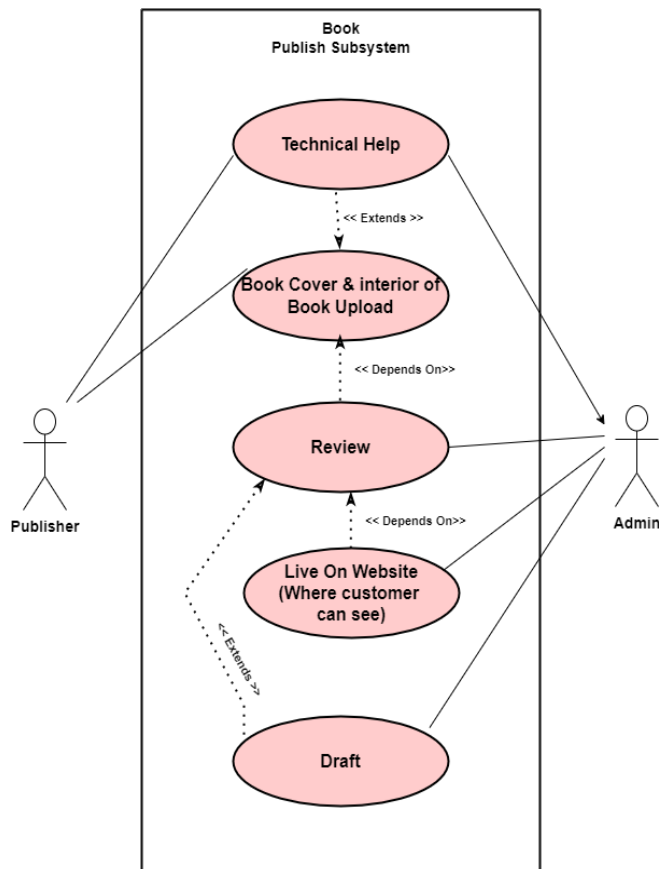 Book
Publish Subsystem
Technical Help
<< Extends >>
Book Cover & interior of
Book Upload
<< Depends On>>
Review
Publisher
Admin
<< Depends On>>
Live On Website
(Where customer
can see)
<< Extends >>
Draft